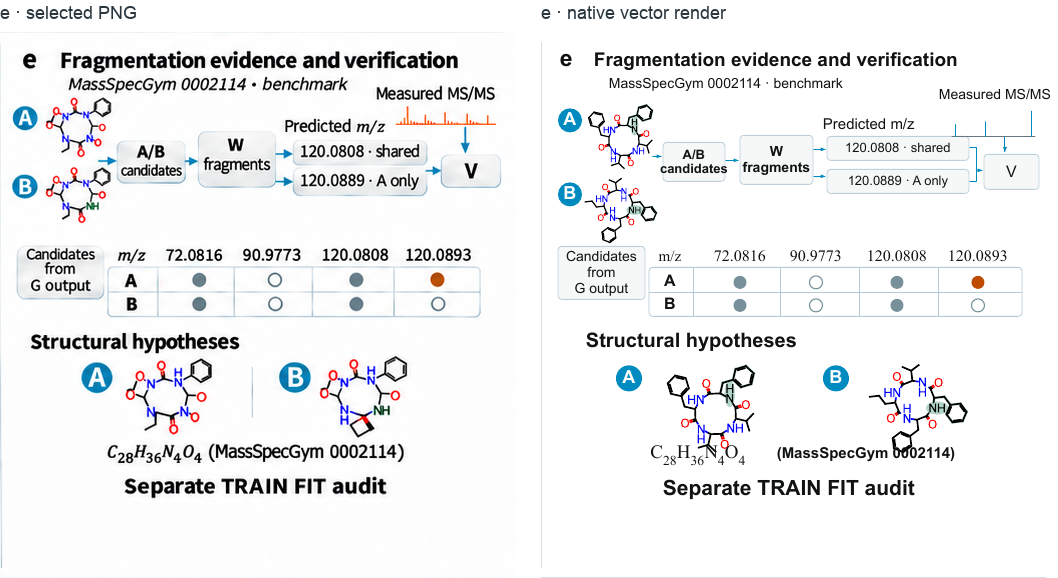 e · selected PNG
e Fragmentation evidence and verification
MassSpecGym 0002114 • benchmark
Measured MS/MS
A
Predicted m/z
A/B
candidates
W
fragments
120.0808 · shared
120.0889 · A only
V
B
Candidates
from
G output
m/z 72.0816 90.9773 120.0808 120.0893
A
B
Structural hypotheses
A
B
C28H36N4O4 (MassSpecGym 0002114)
Separate TRAIN FIT audit
e · native vector render
e Fragmentation evidence and verification
MassSpecGym 0002114 · benchmark
Measured MS/MS
A
Predicted m/z
A/B
candidates
W
fragments
120.0808 · shared
120.0889 · A only
V
B
Candidates
from
G output
m/z 72.0816 90.9773 120.0808 120.0893
A
B
Structural hypotheses
A
B
C28H36N4O4 (MassSpecGym 0002114)
Separate TRAIN FIT audit